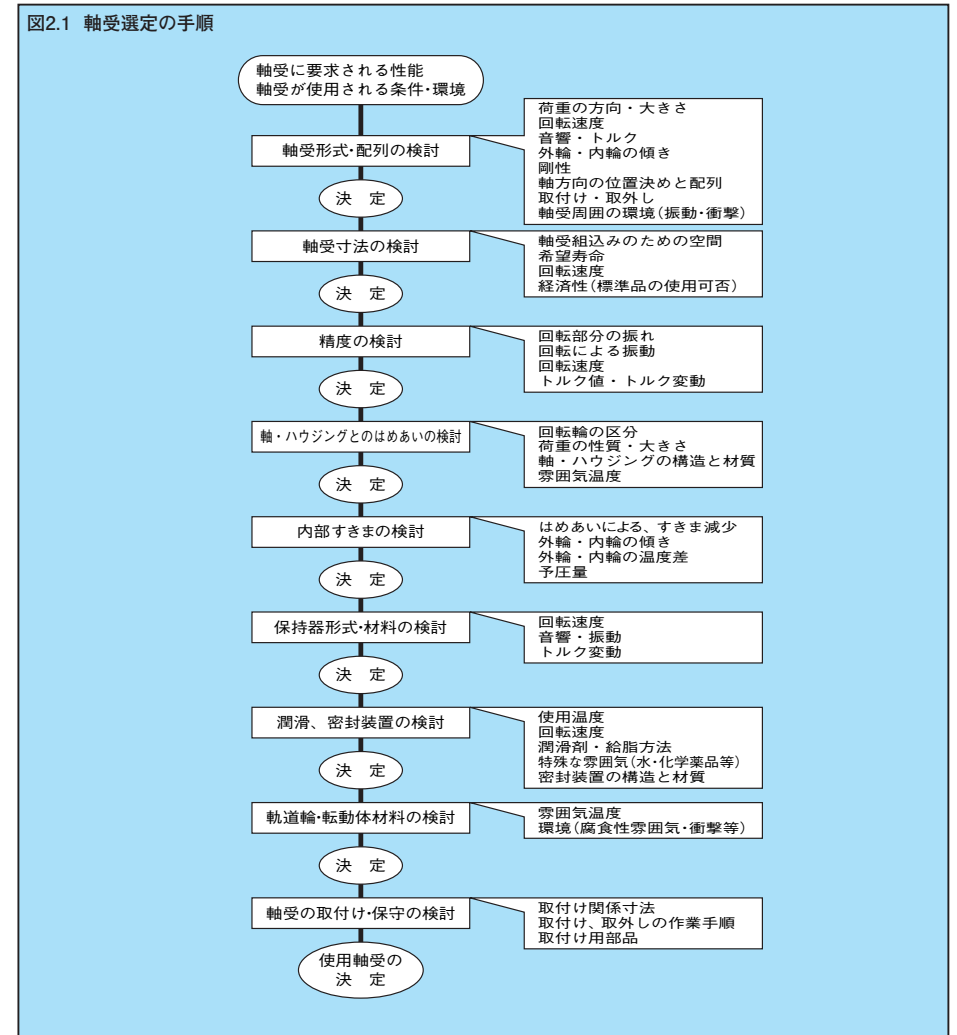 図2.1 軸受選定の手順
軸受に要求される性能
軸受が使用される条件・環境
軸受形式・配列の検討
荷重の方向・大きさ
回転速度
音響・トルク
外輪・内輪の傾き
剛性
軸方向の位置決めと配列
取付け・取外し
軸受周囲の環境(振動・衝撃)
決 定
軸受寸法の検討
軸受組込みのための空間
希望寿命
回転速度
経済性(標準品の使用可否)
決 定
精度の検討
回転部分の振れ
回転による振動
回転速度
トルク値・トルク変動
決 定
軸・ハウジングとのはめあいの検討
回転輪の区分
荷重の性質・大きさ
軸・ハウジングの構造と材質
雰囲気温度
決 定
内部すきまの検討
はめあいによる、すきま減少
外輪・内輪の傾き
外輪・内輪の温度差
予圧量
決 定
保持器形式・材料の検討
回転速度
音響・振動
トルク変動
決 定
潤滑、密封装置の検討
使用温度
回転速度
潤滑剤・給脂方法
特殊な雰囲気(水・化学薬品等)
密封装置の構造と材質
決 定
軌道輪・転動体材料の検討
雰囲気温度
環境(腐食性雰囲気・衝撃等)
決 定
軸受の取付け・保守の検討
取付け関係寸法
取付け、取外しの作業手順
取付け用部品
使用軸受の
決 定